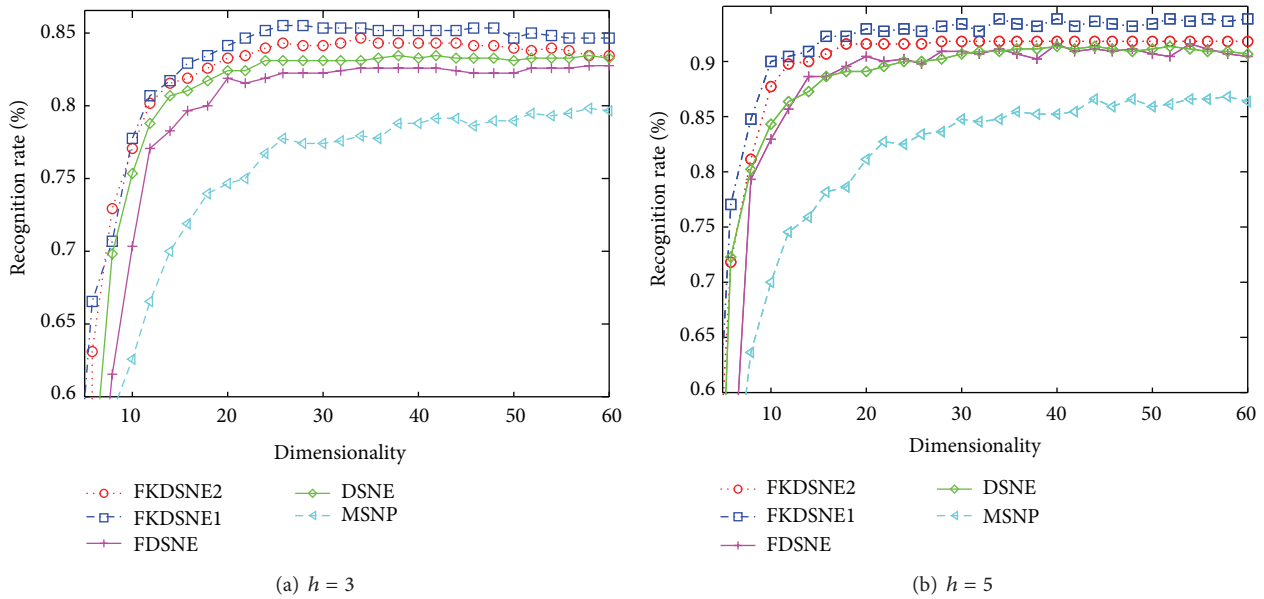 Recognition rate (%)
0.85
0.8
0.75
0.7
0.65
0.6
10 20 30 40 50 60
Dimensionality
FKDSNE2
FKDSNE1
FDSNE
DSNE
MSNP
(a) h = 3
Recognition rate (%)
0.9
0.85
0.8
0.75
0.7
0.65
0.6
10 20 30 40 50 60
Dimensionality
FKDSNE2
FKDSNE1
FDSNE
DSNE
MSNP
(b) h = 5